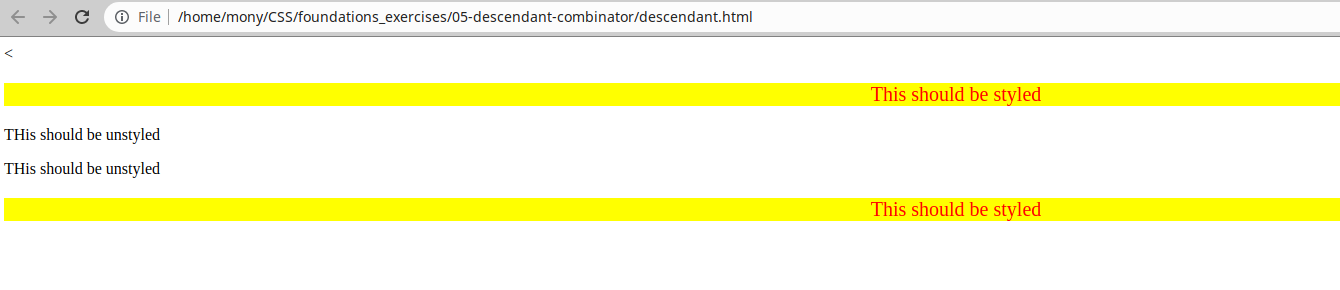 File /home/mony/CSS/foundations_exercises/05-descendant-combinator/descendant.html
<
This should be styled
THis should be unstyled
THis should be unstyled
This should be styled